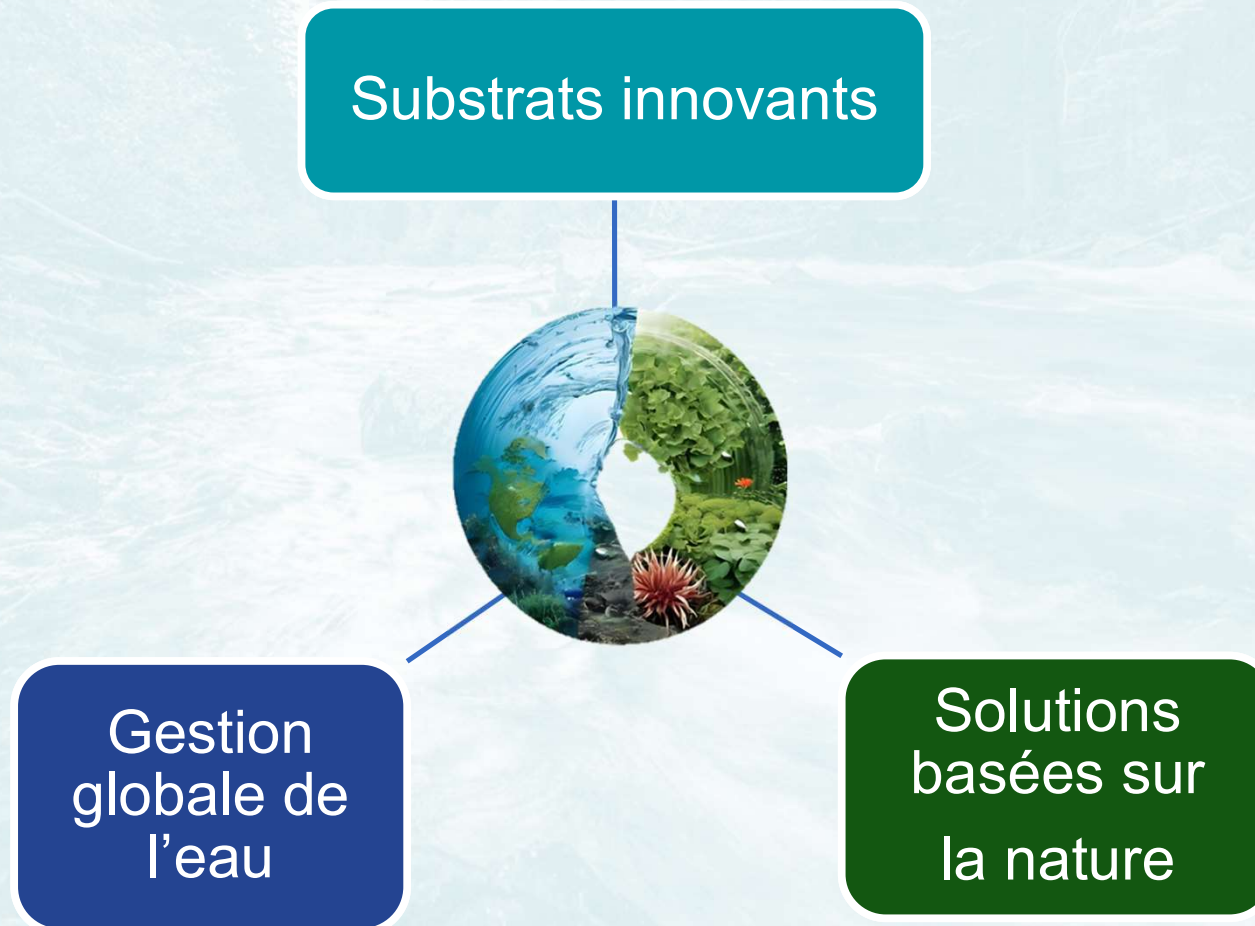 Substrats innovants
Gestion
globale de
l’eau
Solutions
basées sur
la nature